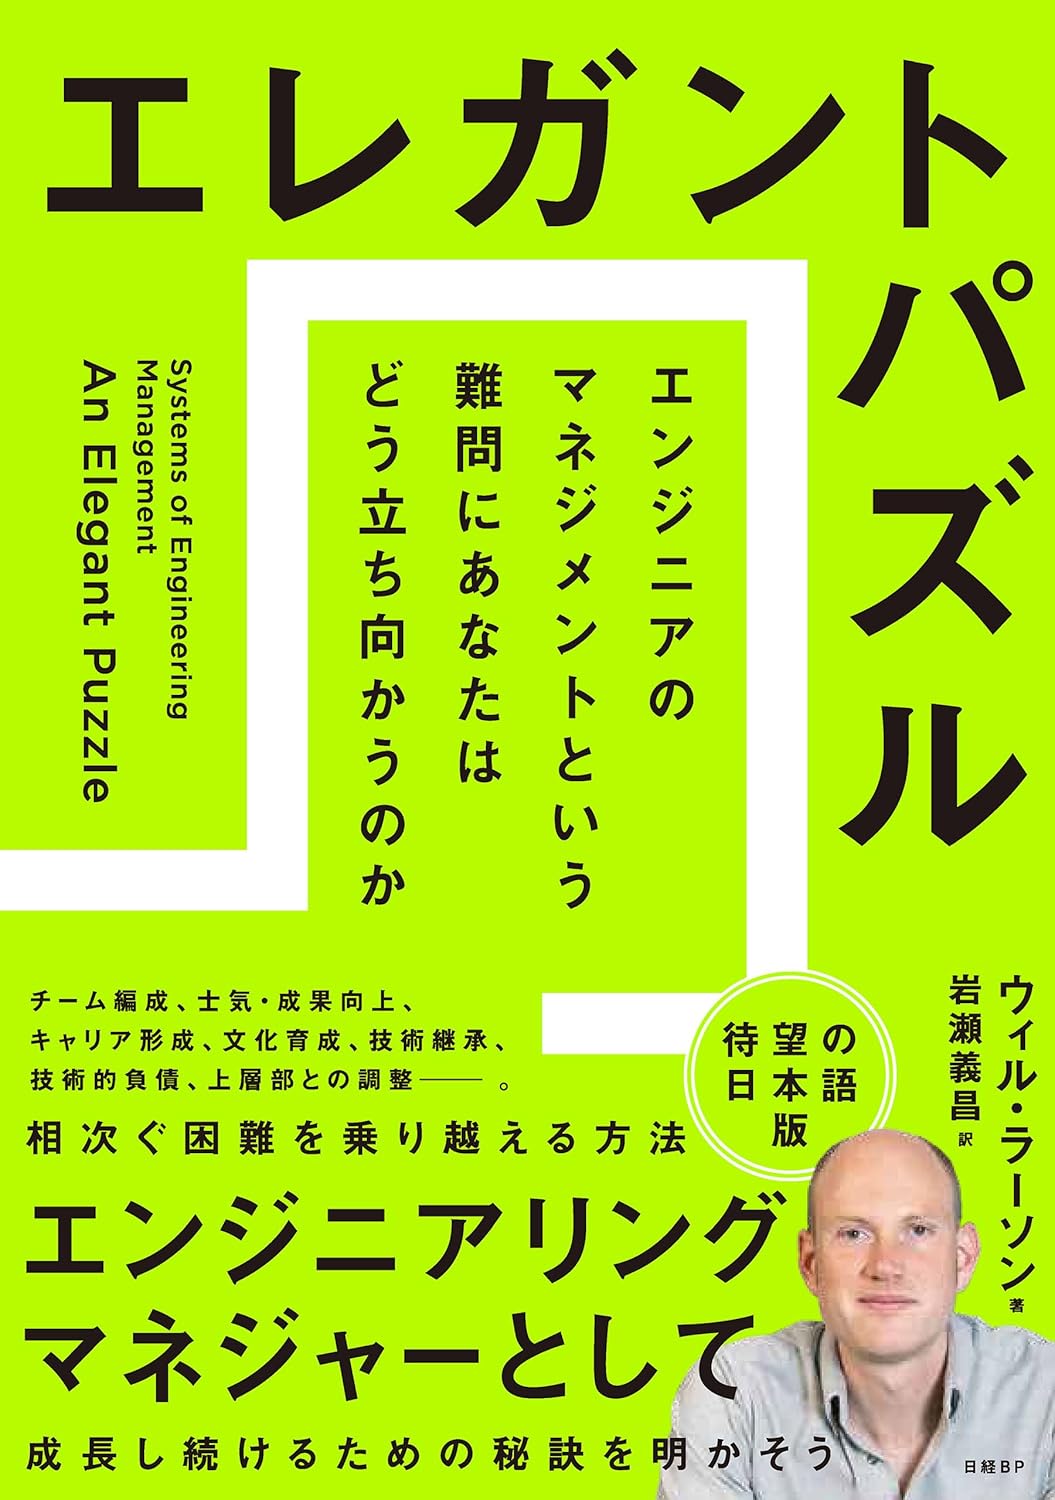 エレガント
パズル
エンジニアの
マネジメントという
難問にあなたは
どう立ち向かうのか
Systems of Engineering
Management
An Elegant Puzzle
ウィル・ラーソン 著
岩瀬義昌 訳
待望の
日本語
版
チーム編成、士気・成果向上、
キャリア形成、文化育成、技術継承、
技術的負債、上層部との調整――。
相次ぐ困難を乗り越える方法
エンジニアリング
マネジャーとして
成長し続けるための秘訣を明かそう
日経BP